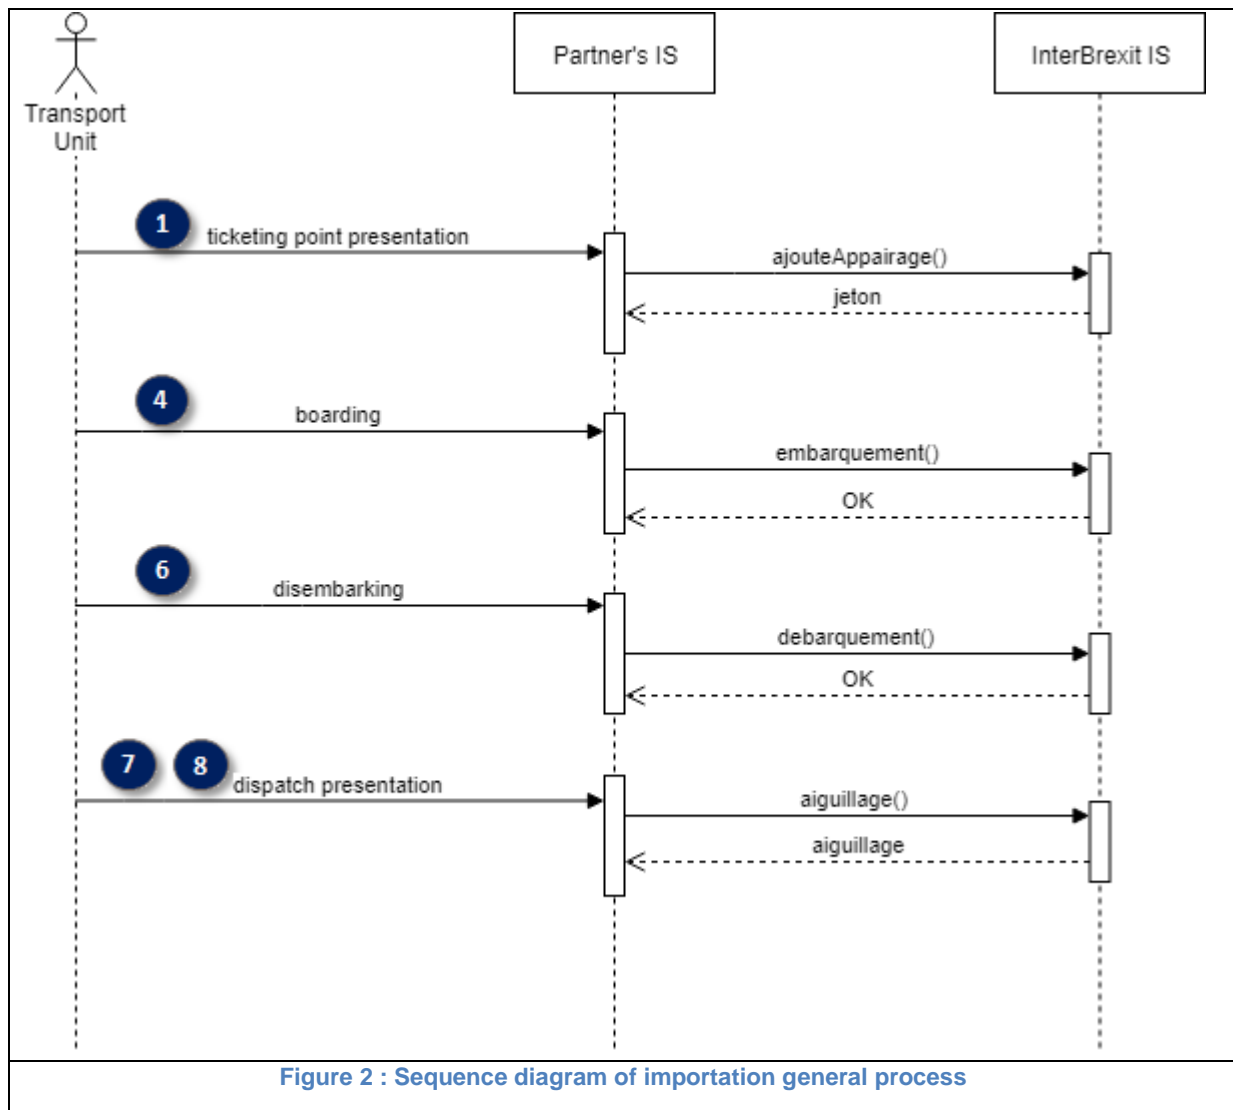 Partner's IS
InterBrexit IS
Transport
Unit
1
ticketing point presentation
ajouteAppairage()
jeton
4
boarding
embarquement()
OK
6
disembarking
debarquement()
OK
7
8
dispatch presentation
aiguillage()
aiguillage
Figure 2 : Sequence diagram of importation general process